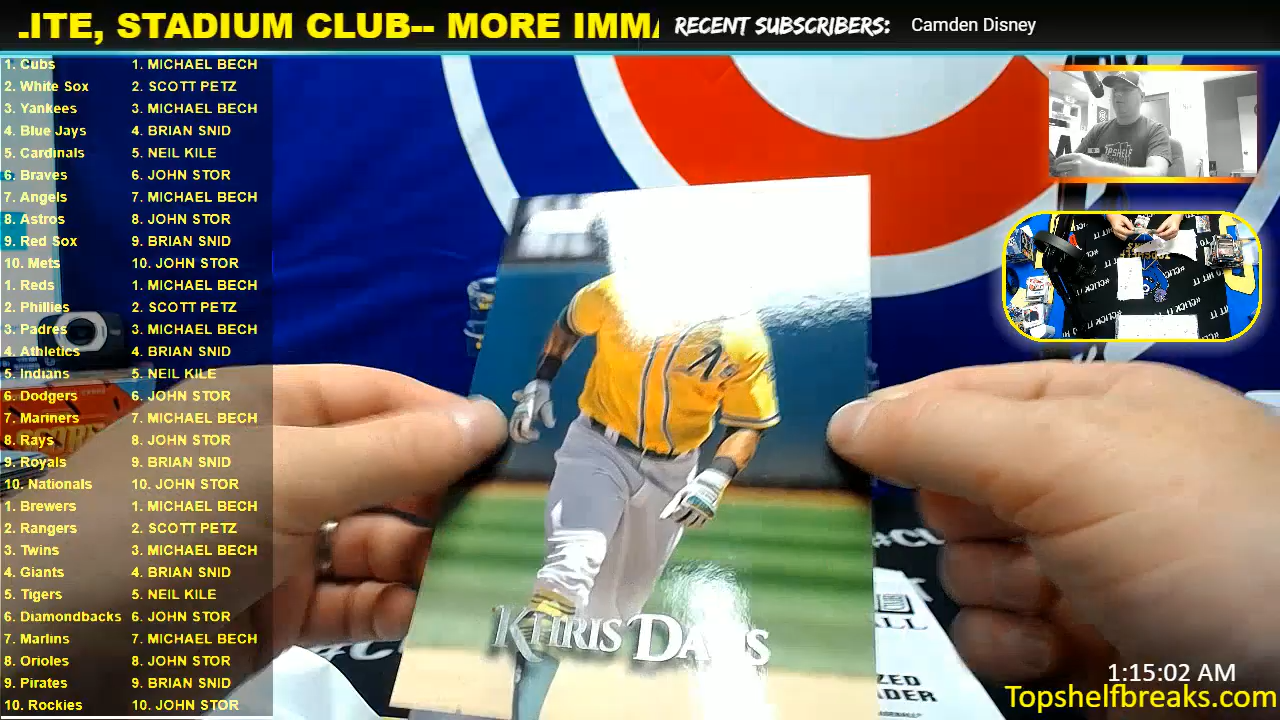 .ITE, STADIUM CLUB-- MORE IMMA
RECENT SUBSCRIBERS: Camden Disney
1. Cubs 1. MICHAEL BECH
2. White Sox 2. SCOTT PETZ
3. Yankees 3. MICHAEL BECH
4. Blue Jays 4. BRIAN SNID
5. Cardinals 5. NEIL KILE
6. Braves 6. JOHN STOR
7. Angels 7. MICHAEL BECH
8. Astros 8. JOHN STOR
9. Red Sox 9. BRIAN SNID
10. Mets 10. JOHN STOR
1. Reds 1. MICHAEL BECH
2. Phillies 2. SCOTT PETZ
3. Padres 3. MICHAEL BECH
4. Athletics 4. BRIAN SNID
5. Indians 5. NEIL KILE
6. Dodgers 6. JOHN STOR
7. Mariners 7. MICHAEL BECH
8. Rays 8. JOHN STOR
9. Royals 9. BRIAN SNID
10. Nationals 10. JOHN STOR
1. Brewers 1. MICHAEL BECH
2. Rangers 2. SCOTT PETZ
3. Twins 3. MICHAEL BECH
4. Giants 4. BRIAN SNID
5. Tigers 5. NEIL KILE
6. Diamondbacks 6. JOHN STOR
7. Marlins 7. MICHAEL BECH
8. Orioles 8. JOHN STOR
9. Pirates 9. BRIAN SNID
10. Rockies 10. JOHN STOR
A's
KHRIS DAVIS
1:15:02 AM
Topshelfbreaks.com